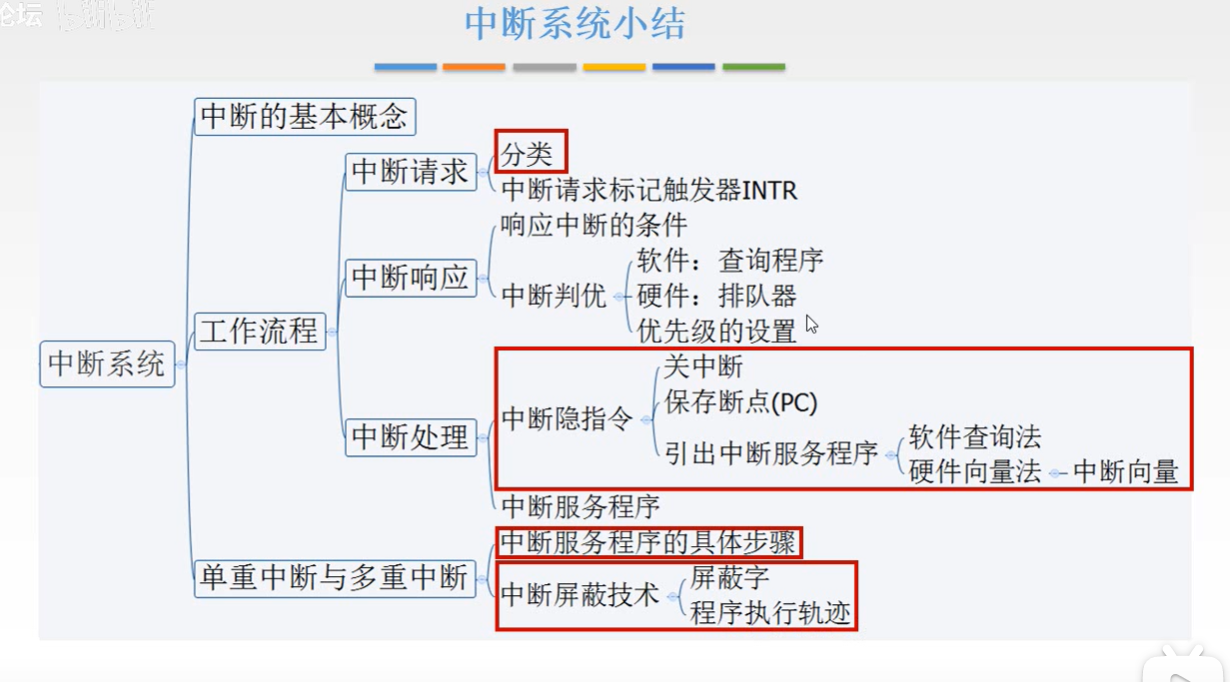 论坛
中断系统小结
中断的基本概念
中断请求
分类
中断请求标记触发器INTR
响应中断的条件
中断响应
软件：查询程序
中断判优
硬件：排队器
优先级的设置
工作流程
中断系统
关中断
保存断点(PC)
中断隐指令
引出中断服务程序
软件查询法
硬件向量法
中断向量
中断处理
中断服务程序
中断服务程序的具体步骤
单重中断与多重中断
屏蔽字
中断屏蔽技术
程序执行轨迹